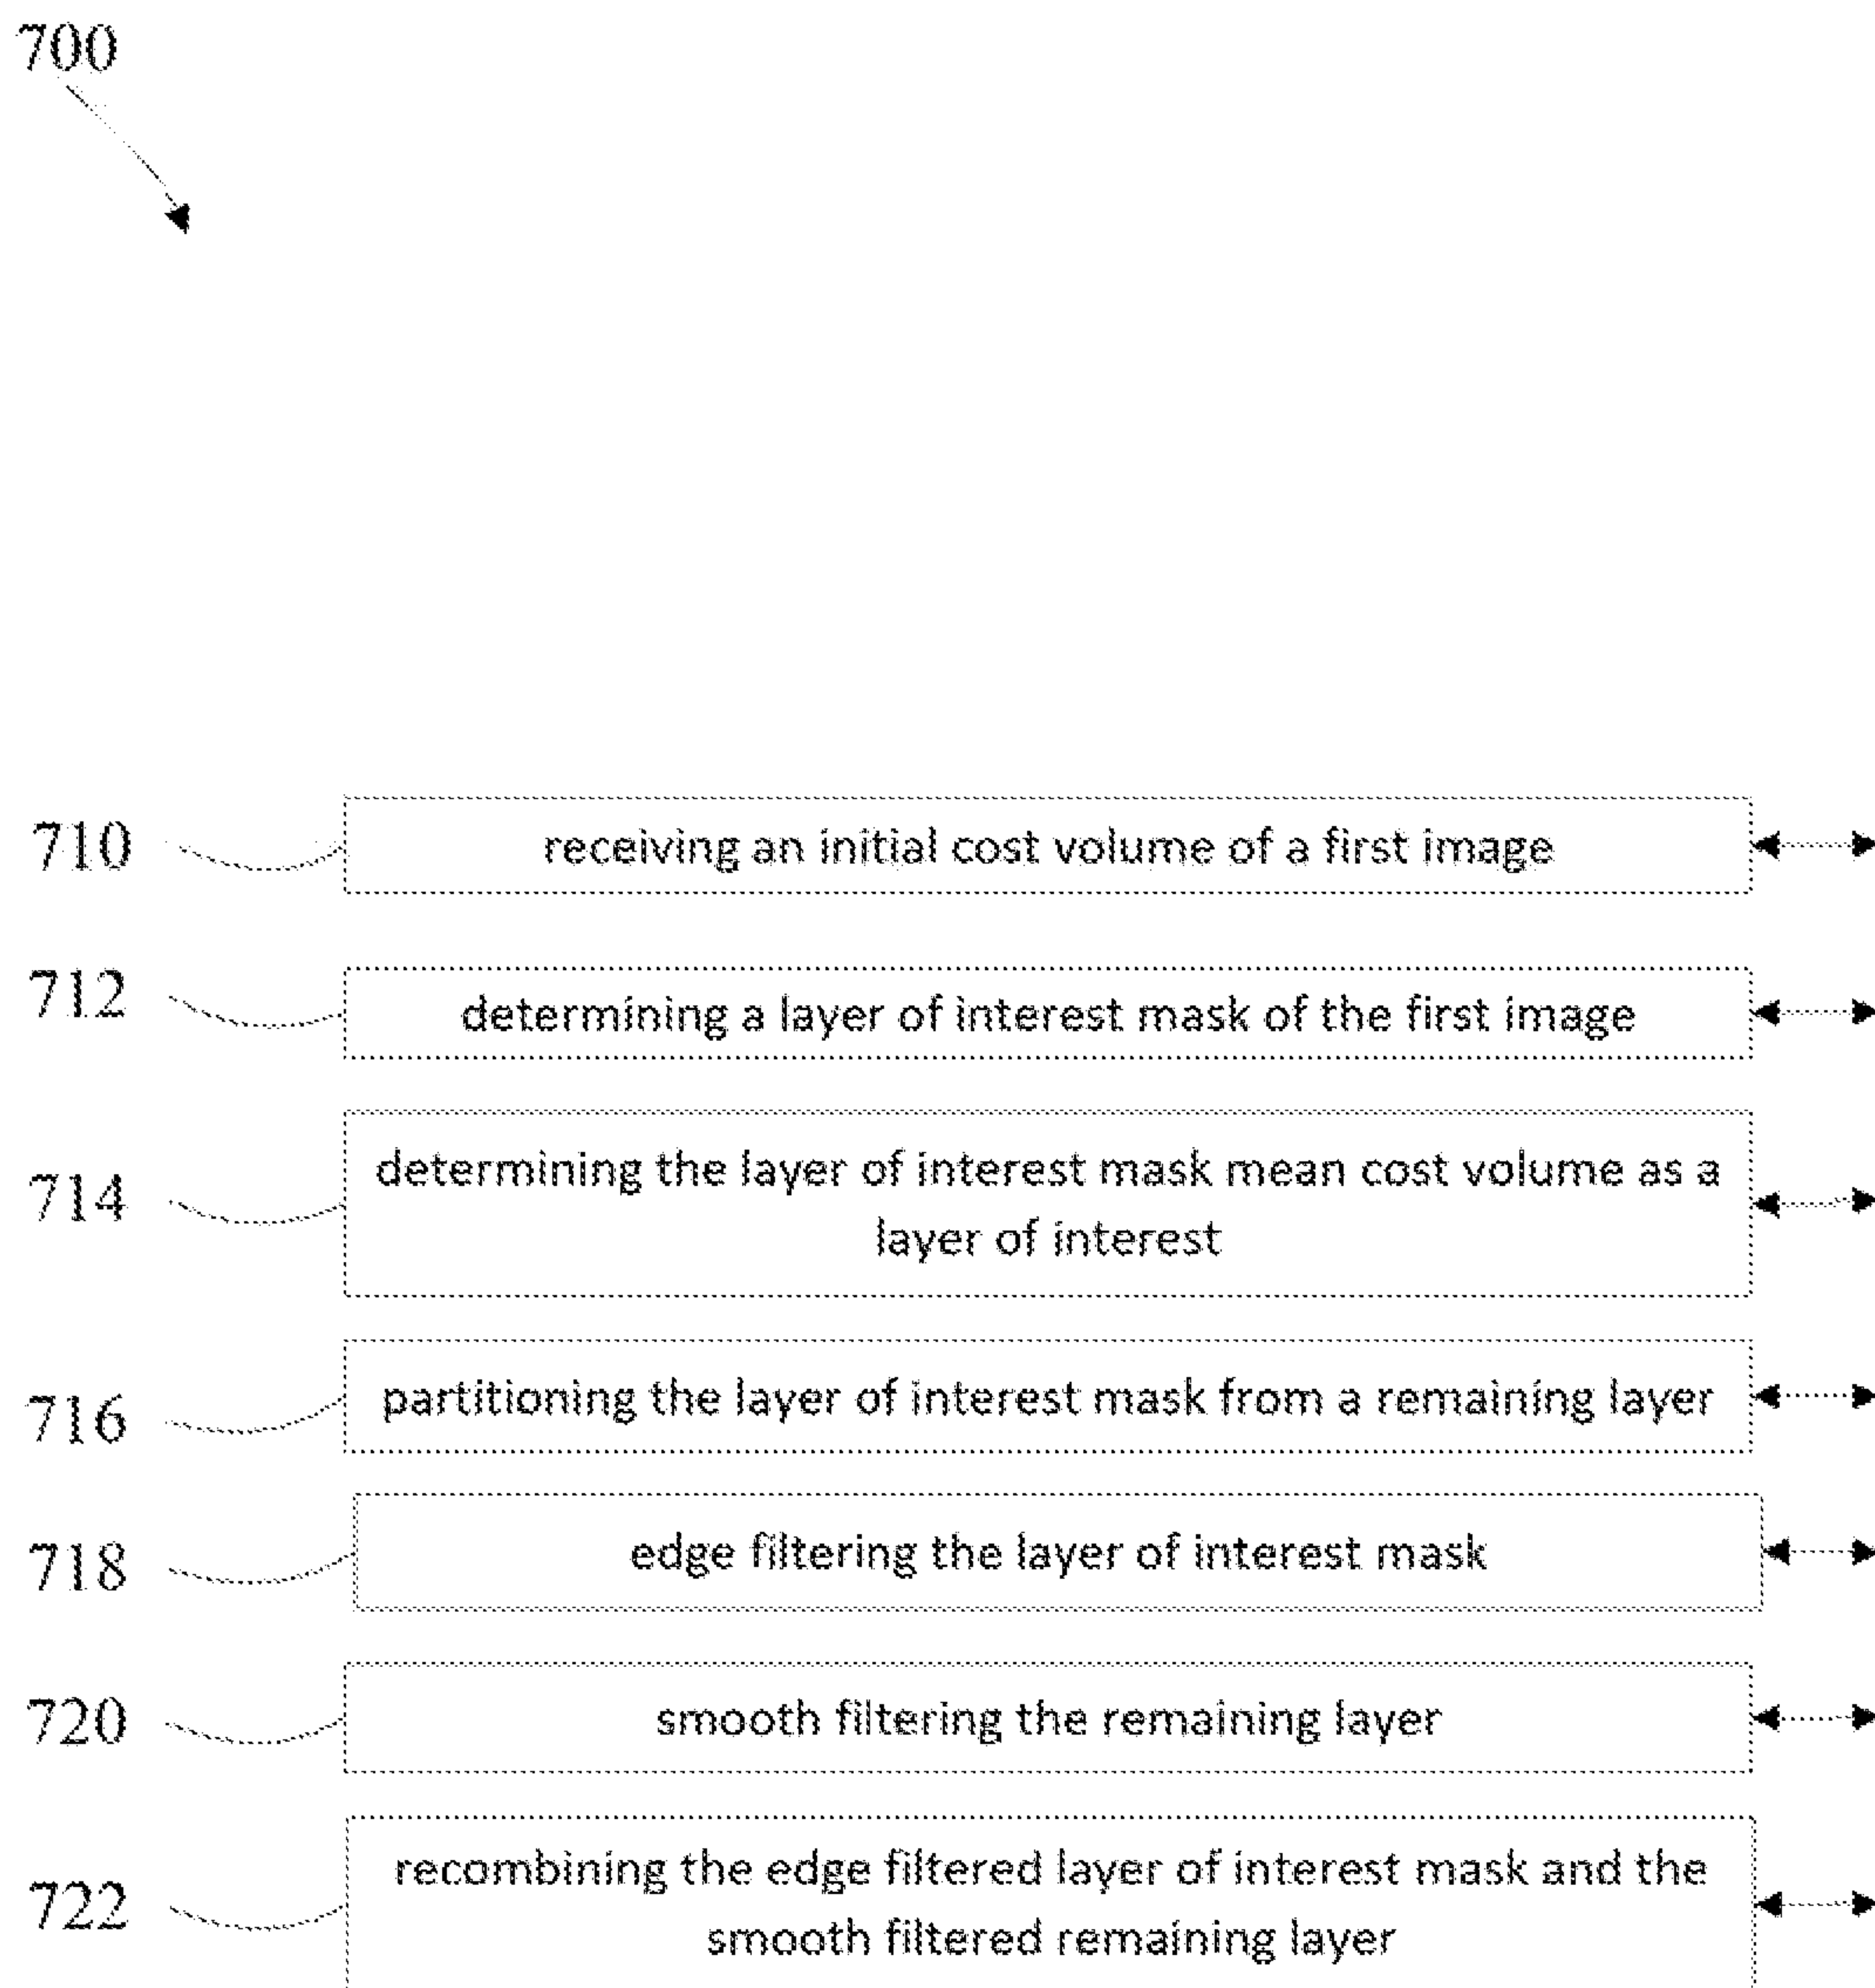 700
710 receiving an initial cost volume of a first image
712 determining a layer of interest mask of the first image
714 determining the layer of interest mask mean cost volume as a
layer of interest
716 partitioning the layer of interest mask from a remaining layer
718 edge filtering the layer of interest mask
720 smooth filtering the remaining layer
722 recombining the edge filtered layer of interest mask and the
smooth filtered remaining layer